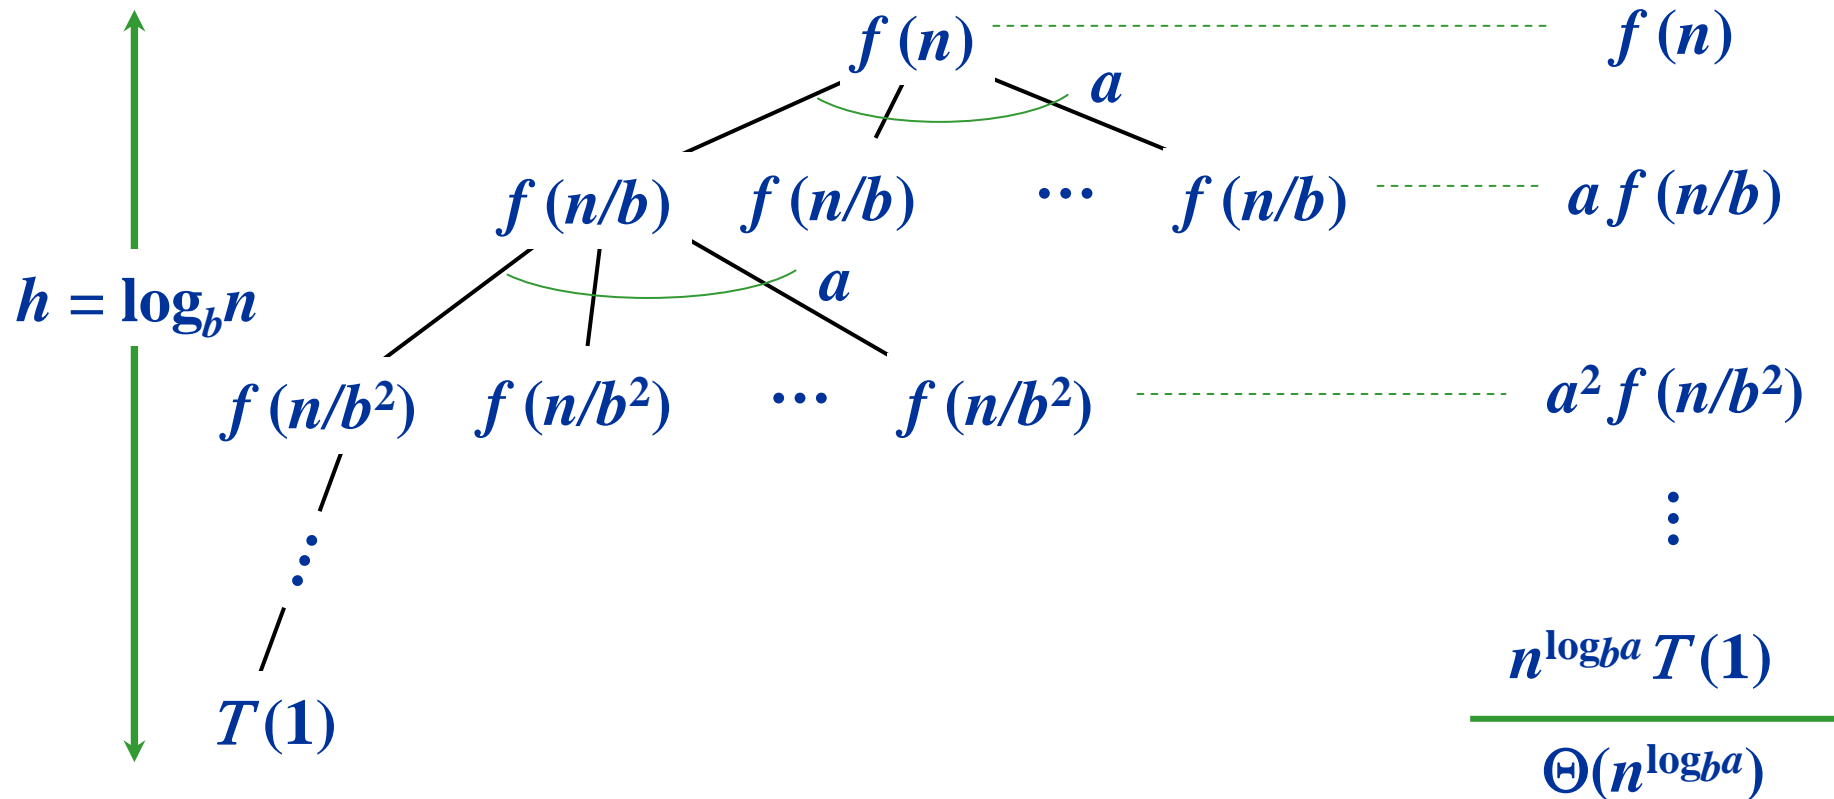 f (n) f (n)
a
f (n/b) f (n/b) ··· f (n/b) a f (n/b)
a
h = log_b n
f (n/b²) f (n/b²) ··· f (n/b²) a² f (n/b²)
⋮
n^{log_b a} T (1)
T (1)
Θ(n^{log_b a})